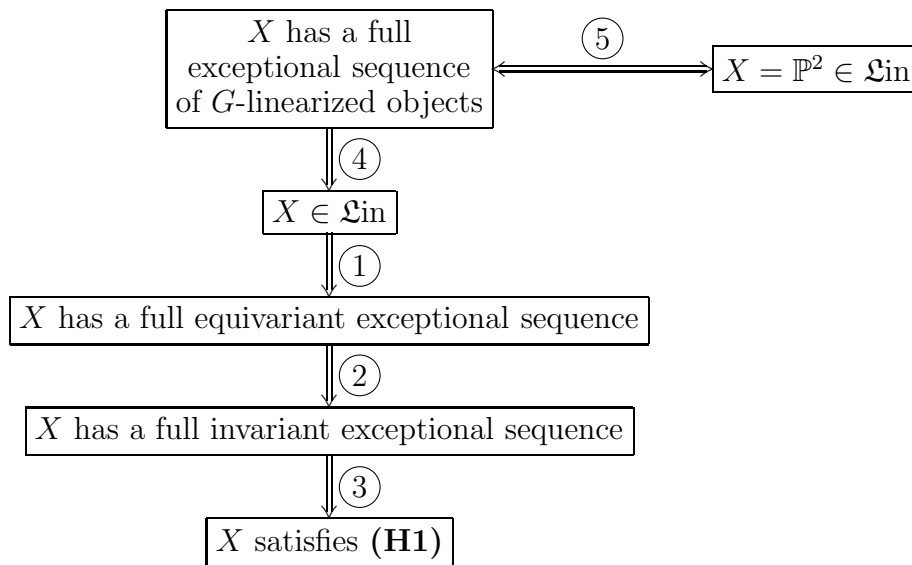 X has a full
exceptional sequence
of G-linearized objects
⑤
X = ℙ² ∈ 𝕷in
④
X ∈ 𝕷in
①
X has a full equivariant exceptional sequence
②
X has a full invariant exceptional sequence
③
X satisfies (H1)